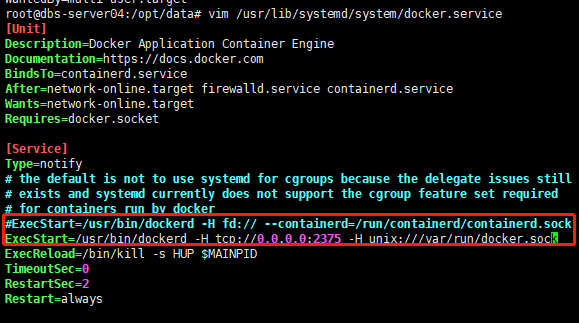 WantedBy=multi-user.target
root@dbs-server04:/opt/data# vim /usr/lib/systemd/system/docker.service
[Unit]
Description=Docker Application Container Engine
Documentation=https://docs.docker.com
BindsTo=containerd.service
After=network-online.target firewalld.service containerd.service
Wants=network-online.target
Requires=docker.socket
[Service]
Type=notify
# the default is not to use systemd for cgroups because the delegate issues still
# exists and systemd currently does not support the cgroup feature set required
# for containers run by docker
#ExecStart=/usr/bin/dockerd -H fd:// --containerd=/run/containerd/containerd.sock
ExecStart=/usr/bin/dockerd -H tcp://0.0.0.0:2375 -H unix:///var/run/docker.sock
ExecReload=/bin/kill -s HUP $MAINPID
TimeoutSec=0
RestartSec=2
Restart=always